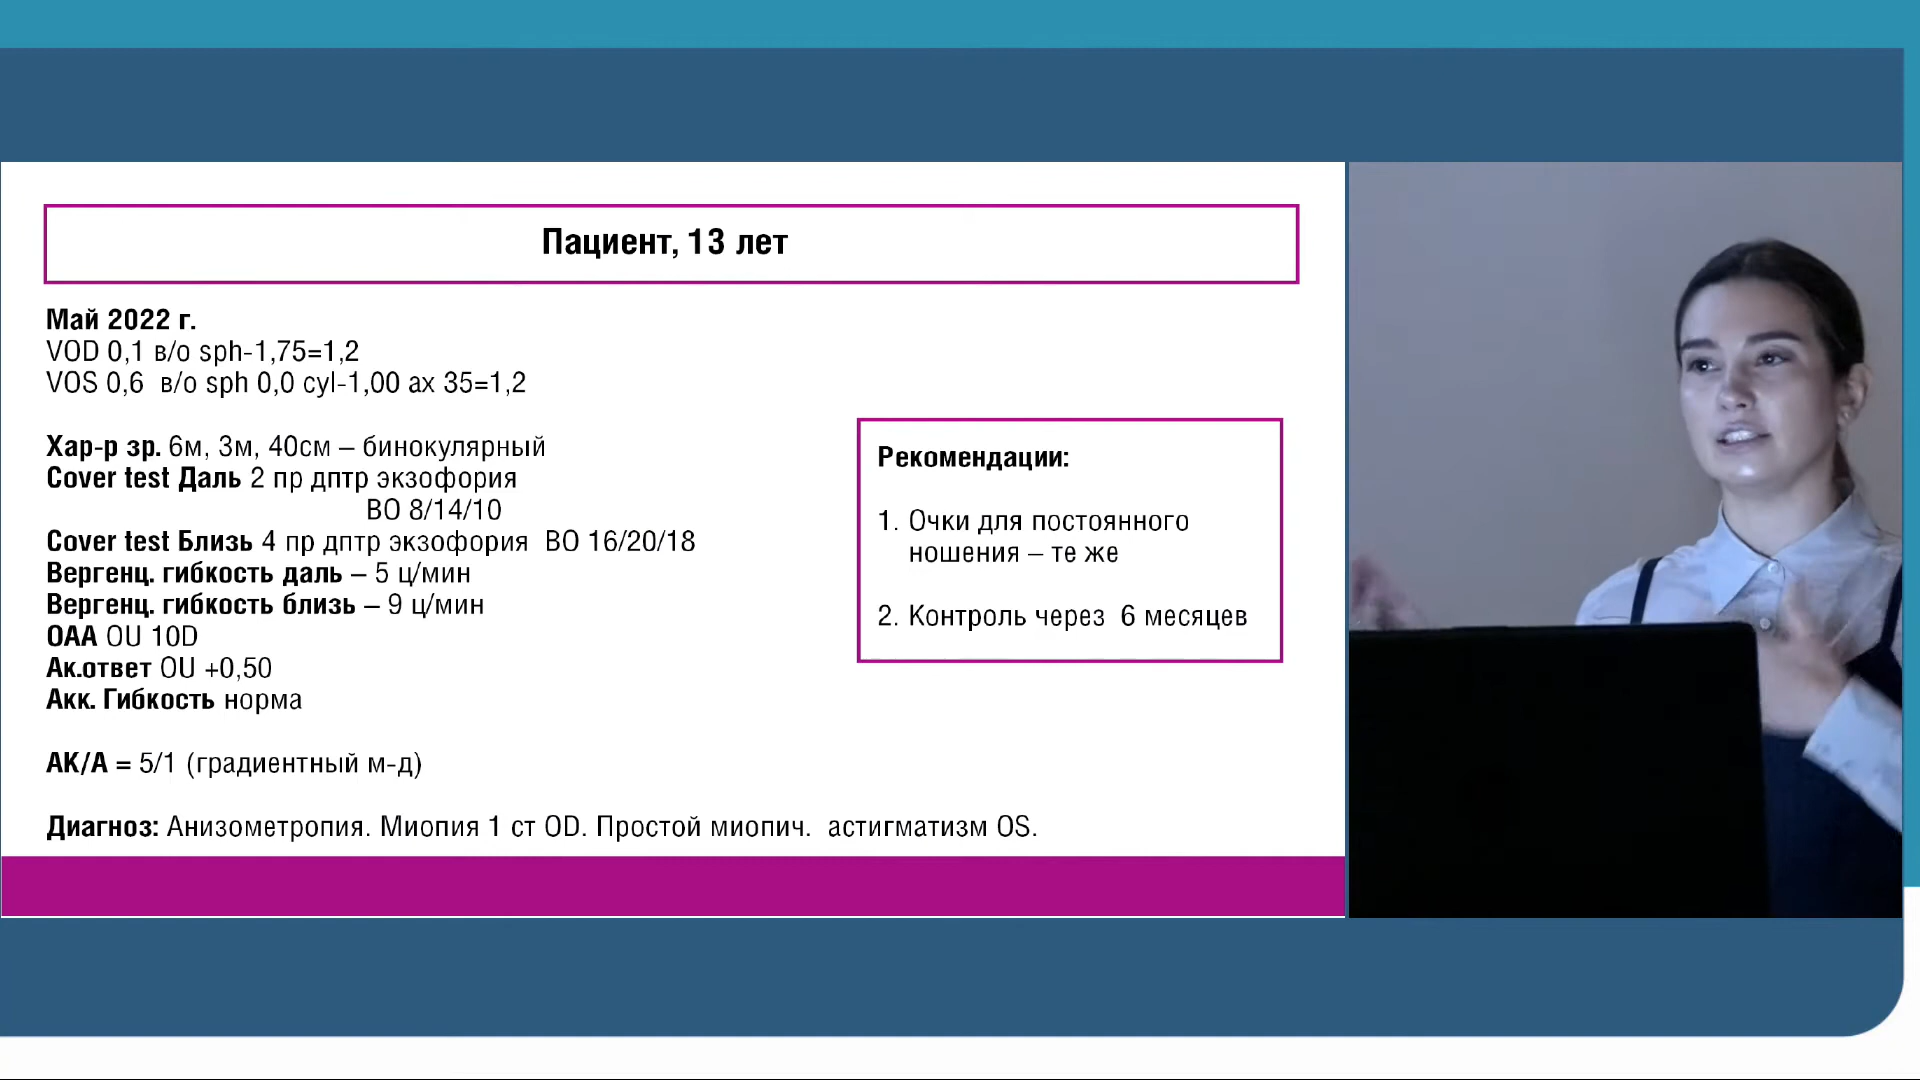 Пациент, 13 лет
Май 2022 г.
VOD 0,1 в/о sph-1,75=1,2
VOS 0,6 в/о sph 0,0 cyl-1,00 ax 35=1,2
Хар-р зр. 6м, 3м, 40см – бинокулярный
Cover test Даль 2 пр дптр экзофория
ВО 8/14/10
Cover test Близь 4 пр дптр экзофория ВО 16/20/18
Вергенц. гибкость даль – 5 ц/мин
Вергенц. гибкость близь – 9 ц/мин
ОАА OU 10D
Ак.ответ OU +0,50
Акк. Гибкость норма
АК/А = 5/1 (градиентный м-д)
Диагноз: Анизометропия. Миопия 1 ст OD. Простой миопич. астигматизм OS.
Рекомендации:
1. Очки для постоянного
ношения – те же
2. Контроль через 6 месяцев